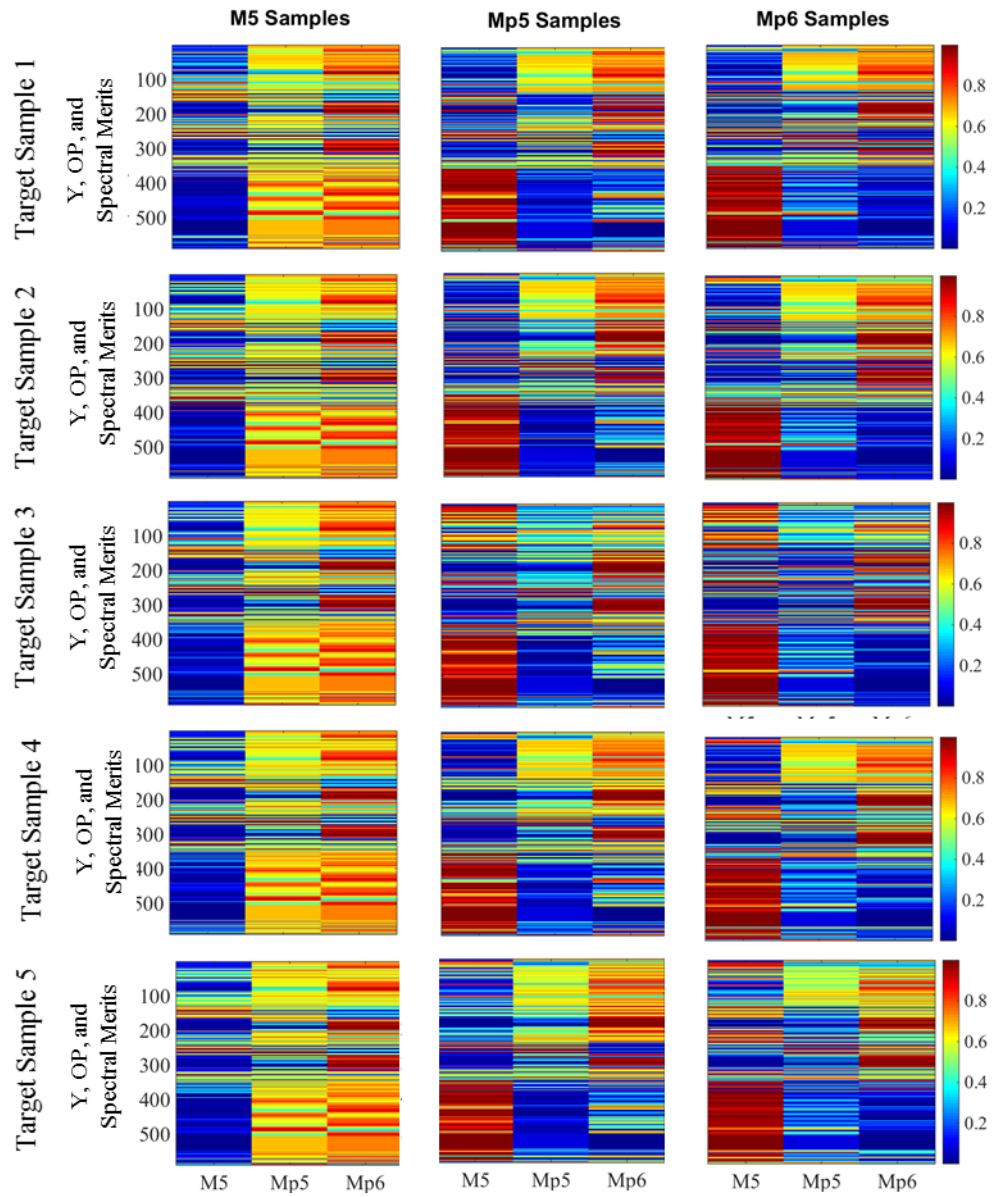 M5 Samples Mp5 Samples Mp6 Samples
Target Sample 1
Y, OP, and
Spectral Merits
100
200
300
400
500
0.8
0.6
0.4
0.2
Target Sample 2
Y, OP, and
Spectral Merits
100
200
300
400
500
0.8
0.6
0.4
0.2
Target Sample 3
Y, OP, and
Spectral Merits
100
200
300
400
500
0.8
0.6
0.4
0.2
Target Sample 4
Y, OP, and
Spectral Merits
100
200
300
400
500
0.8
0.6
0.4
0.2
Target Sample 5
Y, OP, and
Spectral Merits
100
200
300
400
500
0.8
0.6
0.4
0.2
M5 Mp5 Mp6 M5 Mp5 Mp6 M5 Mp5 Mp6